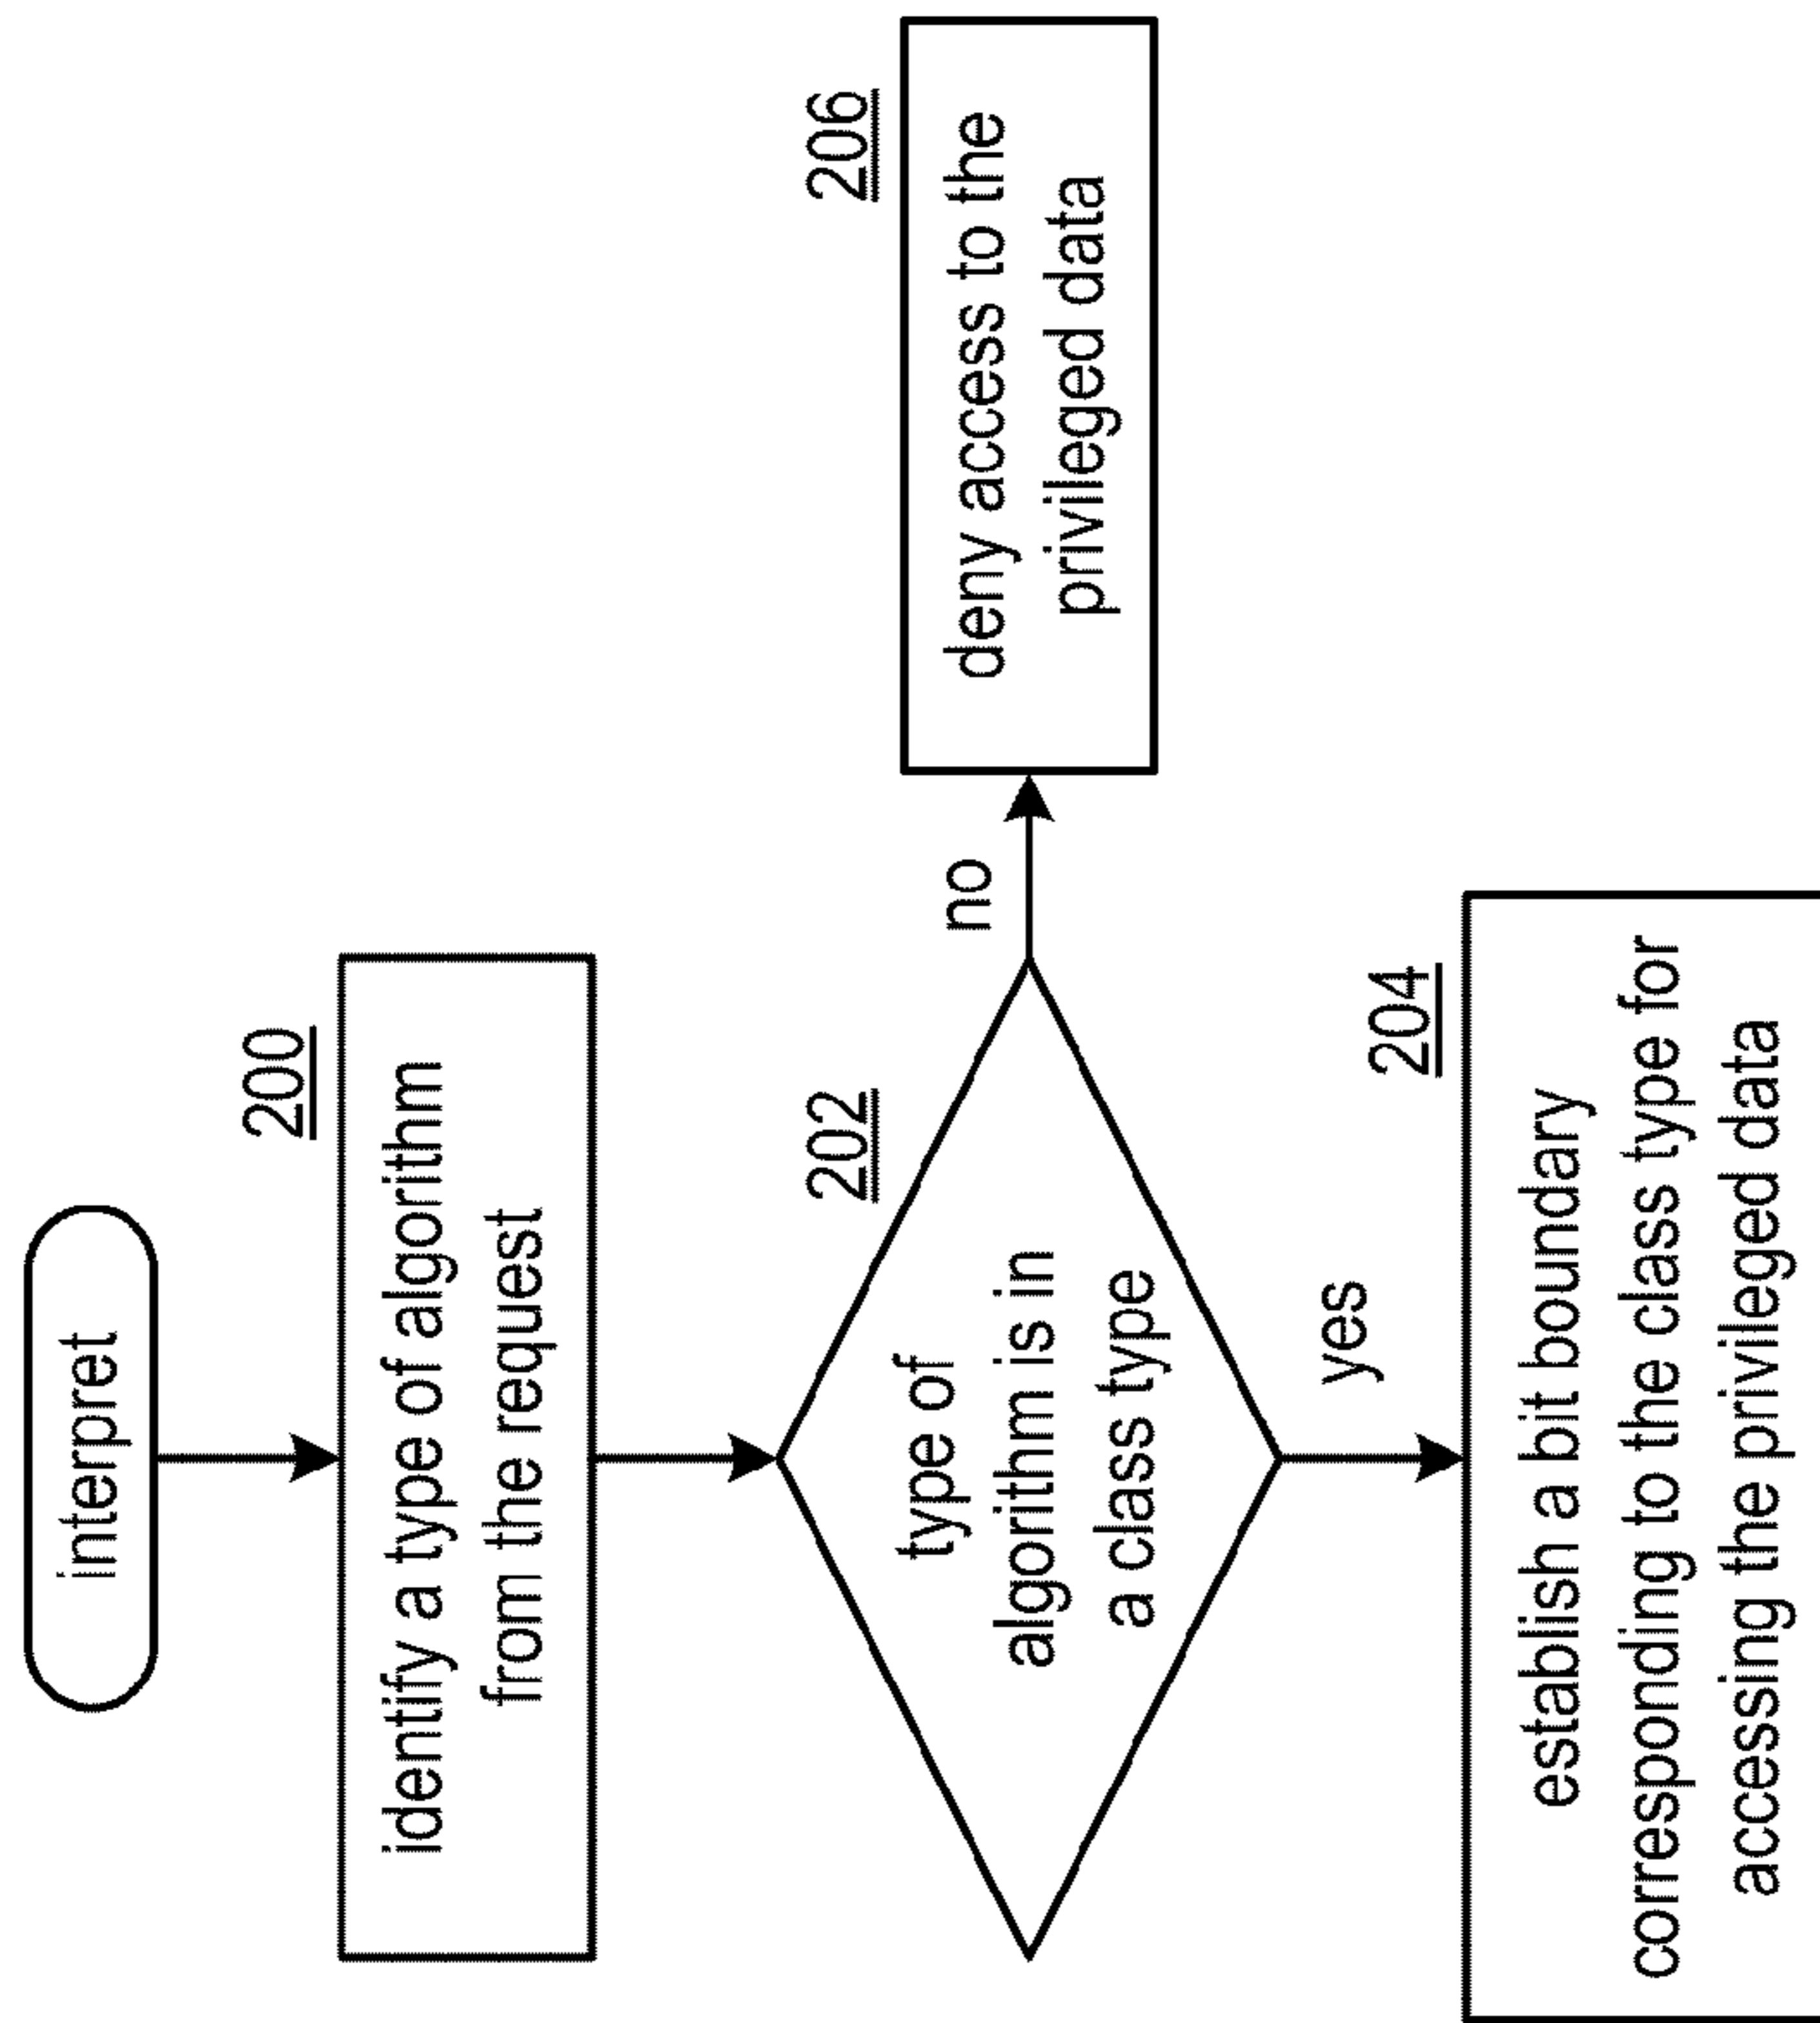 interpret
200
identify a type of algorithm
from the request
202
type of
algorithm is in
a class type
no
206
deny access to the
privileged data
yes
204
establish a bit boundary
corresponding to the class type for
accessing the privileged data